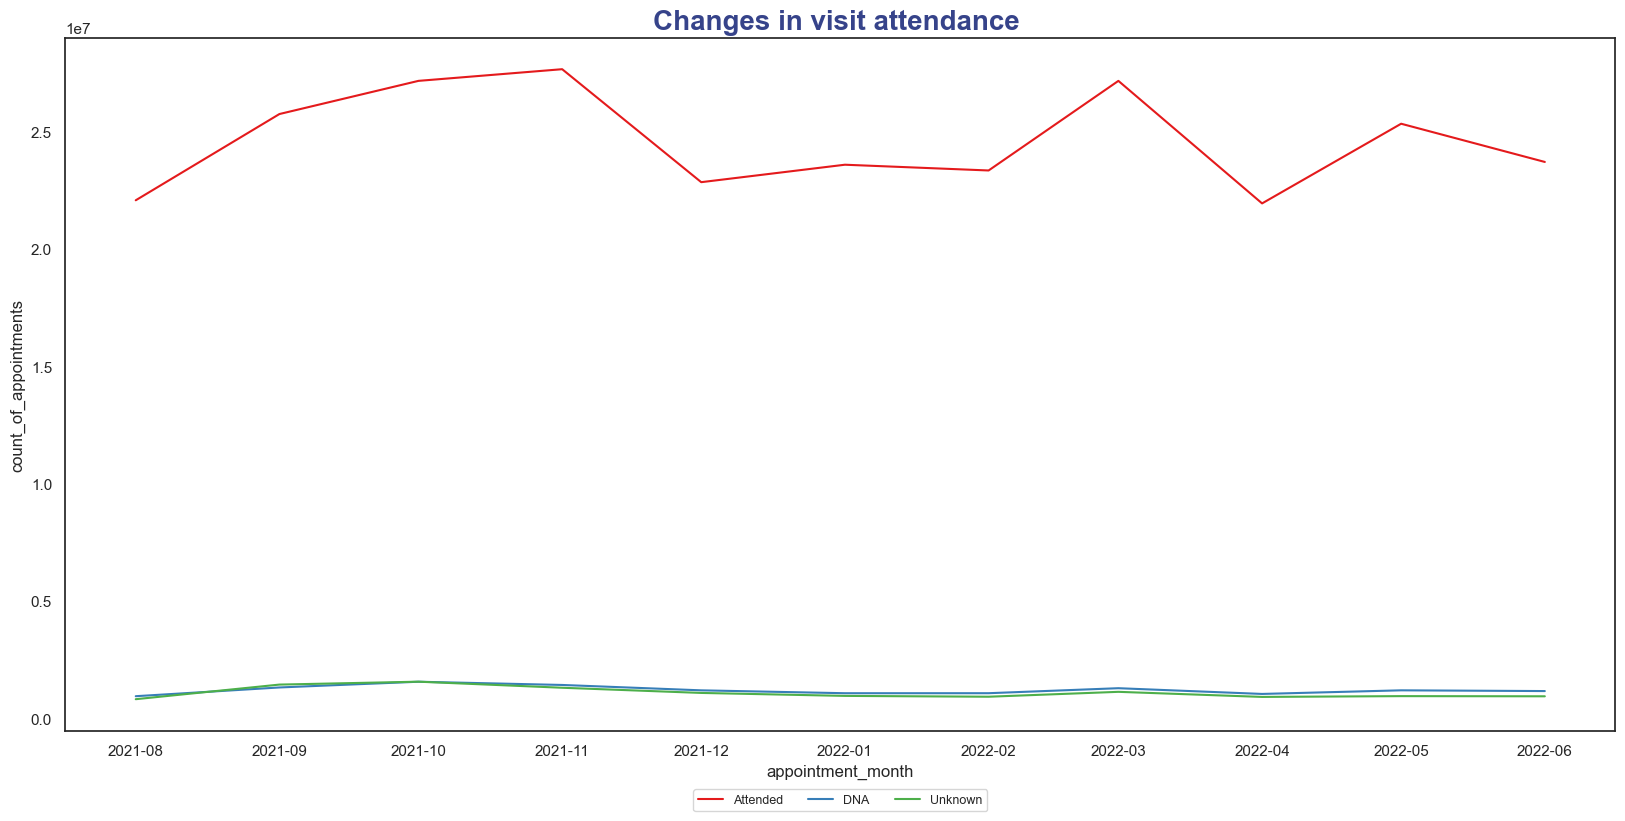 Changes in visit attendance
1e7
2.5
2.0
1.5
1.0
0.5
0.0
count_of_appointments
2021-08 2021-09 2021-10 2021-11 2021-12 2022-01 2022-02 2022-03 2022-04 2022-05 2022-06
appointment_month
Attended DNA Unknown